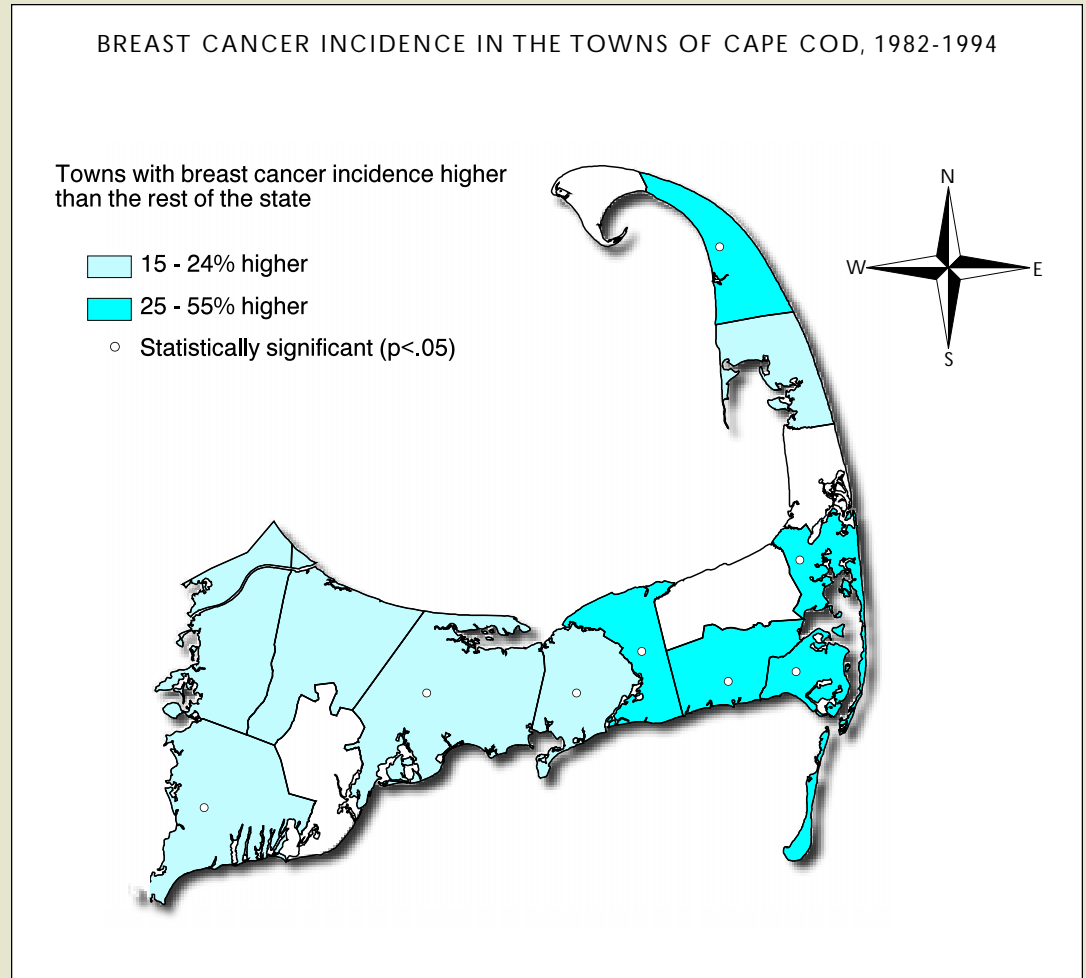 BREAST CANCER INCIDENCE IN THE TOWNS OF CAPE COD, 1982-1994
Towns with breast cancer incidence higher
than the rest of the state
15 - 24% higher
25 - 55% higher
Statistically significant (p<.05)
N
W
E
S